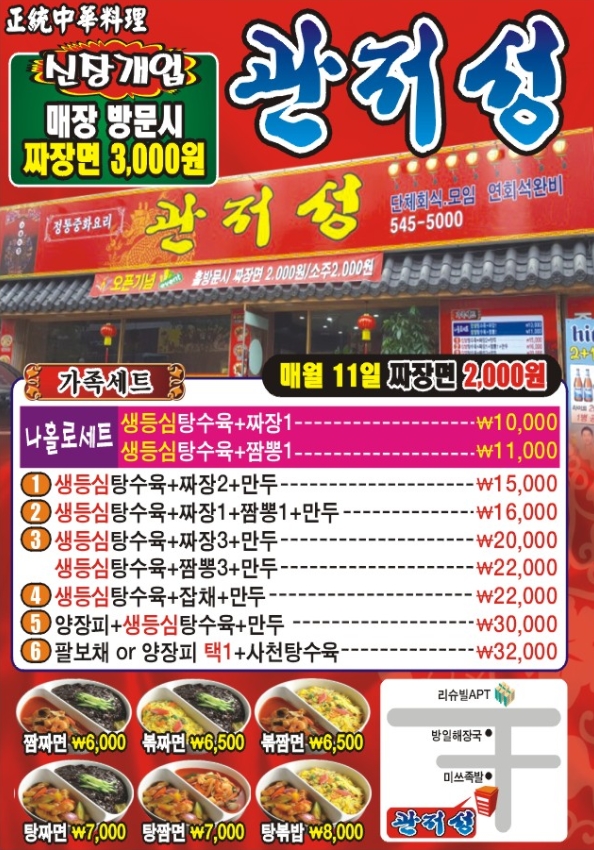 正統中華料理
신장개업
매장 방문시
짜장면 3,000원
관저성
정통중화요리
관저성
단체회식.모임 연회석완비
545-5000
오픈기념 event 홀방문시 짜장면 2,000원/소주2,000원
가족세트
매월 11일 짜장면 2,000원
나홀로세트
생등심탕수육+짜장1-------------------₩10,000
생등심탕수육+짬뽕1-------------------₩11,000
1 생등심탕수육+짜장2+만두-------------------₩15,000
2 생등심탕수육+짜장1+짬뽕1+만두-------------₩16,000
3 생등심탕수육+짜장3+만두-------------------₩20,000
생등심탕수육+짬뽕3+만두-------------------₩22,000
4 생등심탕수육+잡채+만두--------------------₩22,000
5 양장피+생등심탕수육+만두------------------₩30,000
6 팔보채 or 양장피 택1+사천탕수육-------------₩32,000
짬짜면 ₩6,000
볶짜면 ₩6,500
볶짬면 ₩6,500
탕짜면 ₩7,000
탕짬면 ₩7,000
탕볶밥 ₩8,000
리슈빌APT
방일해장국
미쓰족발
관저성